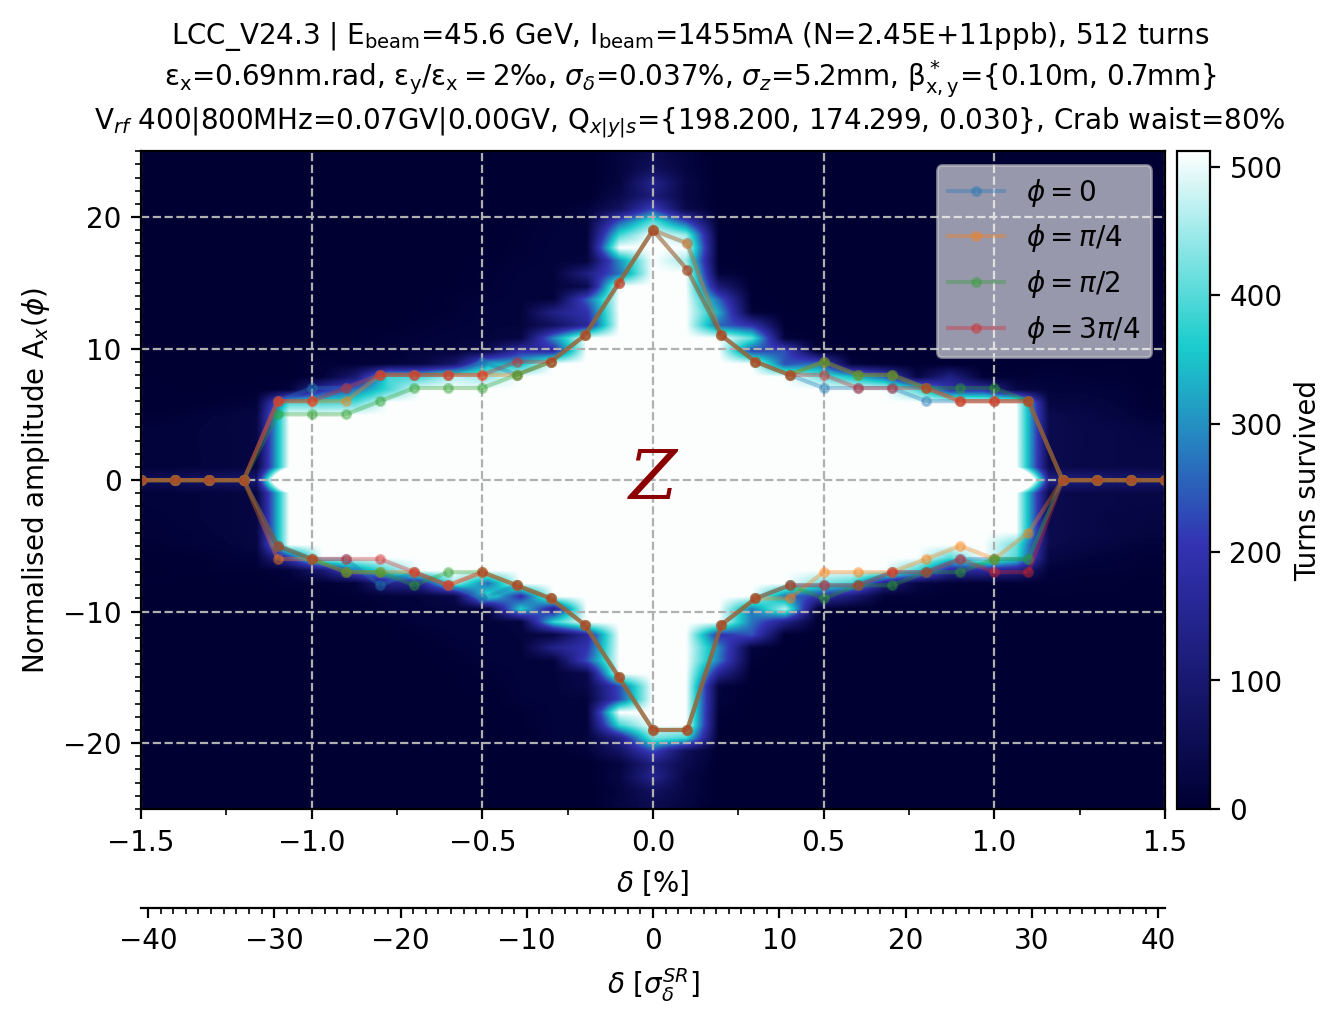 LCC_V24.3 | E_beam=45.6 GeV, I_beam=1455mA (N=2.45E+11ppb), 512 turns
ε_x=0.69nm.rad, ε_y/ε_x = 2‰, σ_δ=0.037%, σ_z=5.2mm, β*_x,y={0.10m, 0.7mm}
V_rf 400|800MHz=0.07GV|0.00GV, Q_x|y|s={198.200, 174.299, 0.030}, Crab waist=80%
Normalised amplitude A_x(ϕ)
20
10
0
−10
−20
Z
ϕ = 0
ϕ = π/4
ϕ = π/2
ϕ = 3π/4
500
400
300
200
100
0
Turns survived
−1.5 −1.0 −0.5 0.0 0.5 1.0 1.5
δ [%]
−40 −30 −20 −10 0 10 20 30 40
δ [σ_δ^SR]